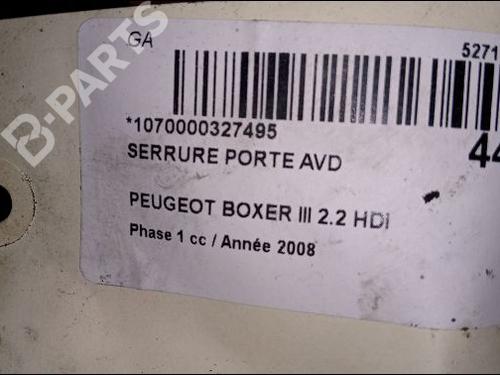 GA
5271
*1070000327495
44
SERRURE PORTE AVD
PEUGEOT BOXER III 2.2 HDi
Phase 1 cc / Année 2008
B-PARTS